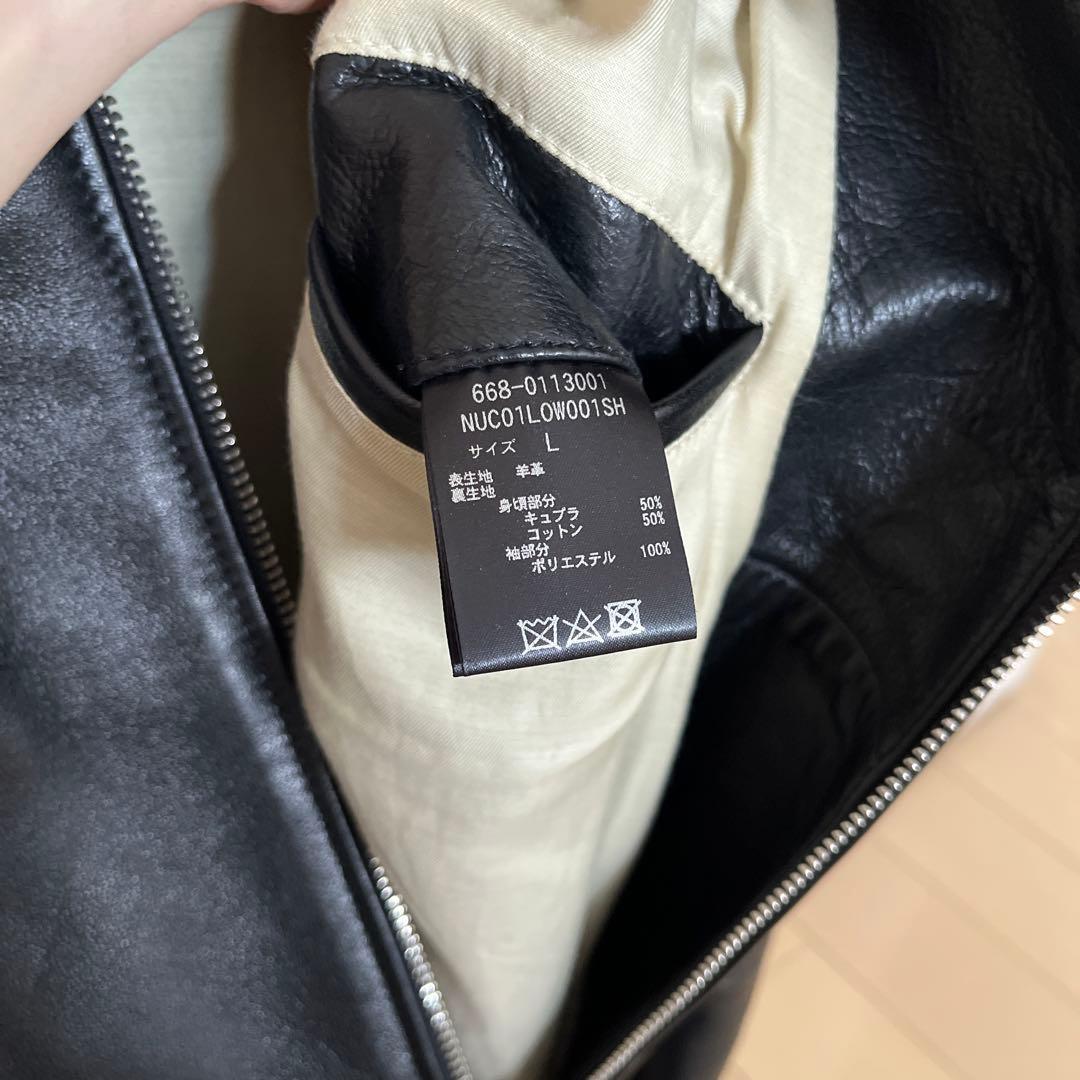 668-0113001
NUC01LOW001SH
サイズ L
表生地 羊革
裏生地
身頃部分
キュプラ 50%
コットン 50%
袖部分
ポリエステル 100%